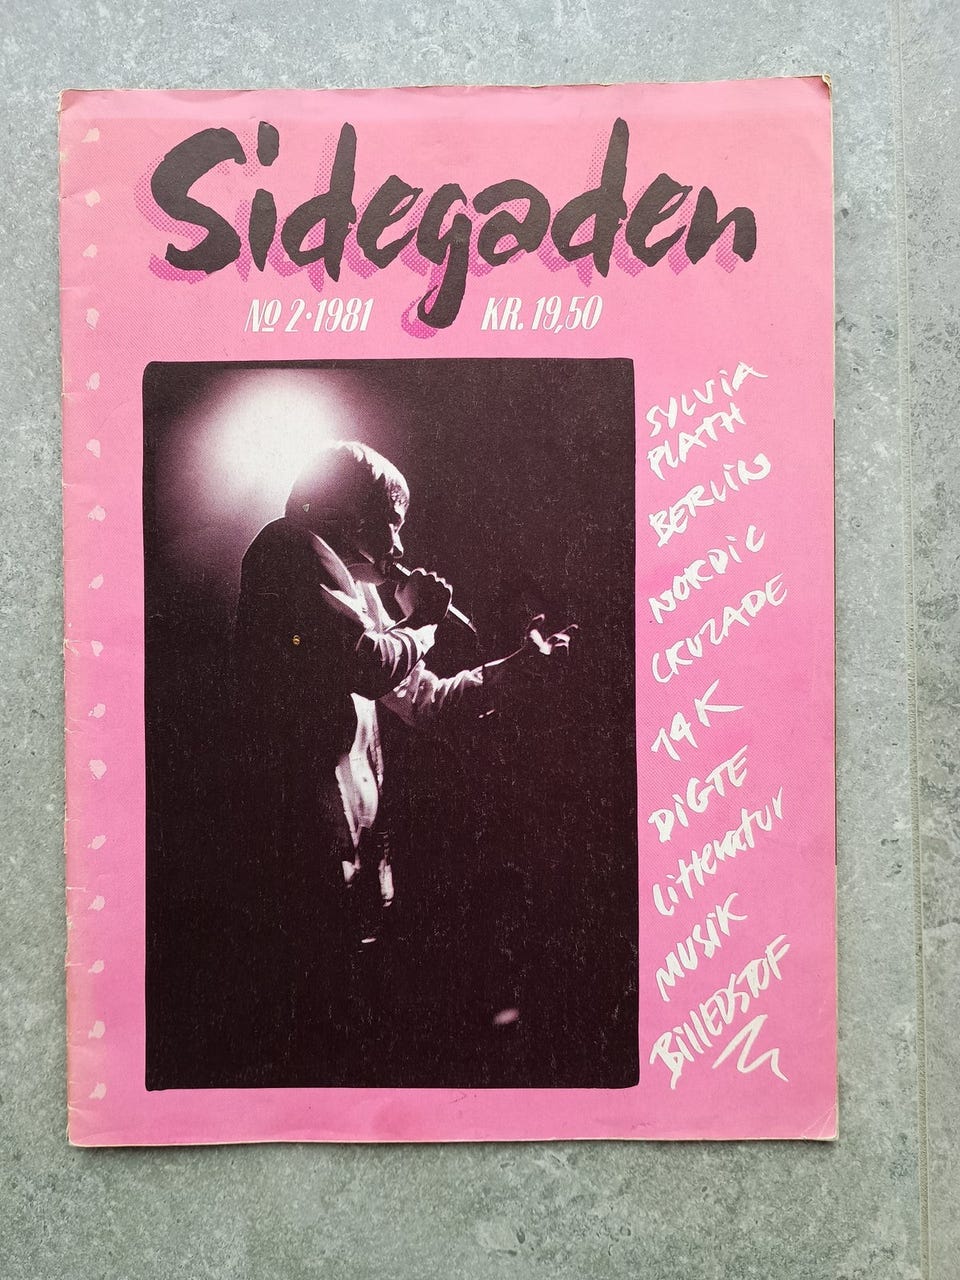 Sidegaden
No 2·1981
KR. 19,50
SYLVIA
PLATH
BERLIN
NORDIC
CRUZADE
14 K
DIGTE
Litteratur
MUSIK
BILLEDSTOF